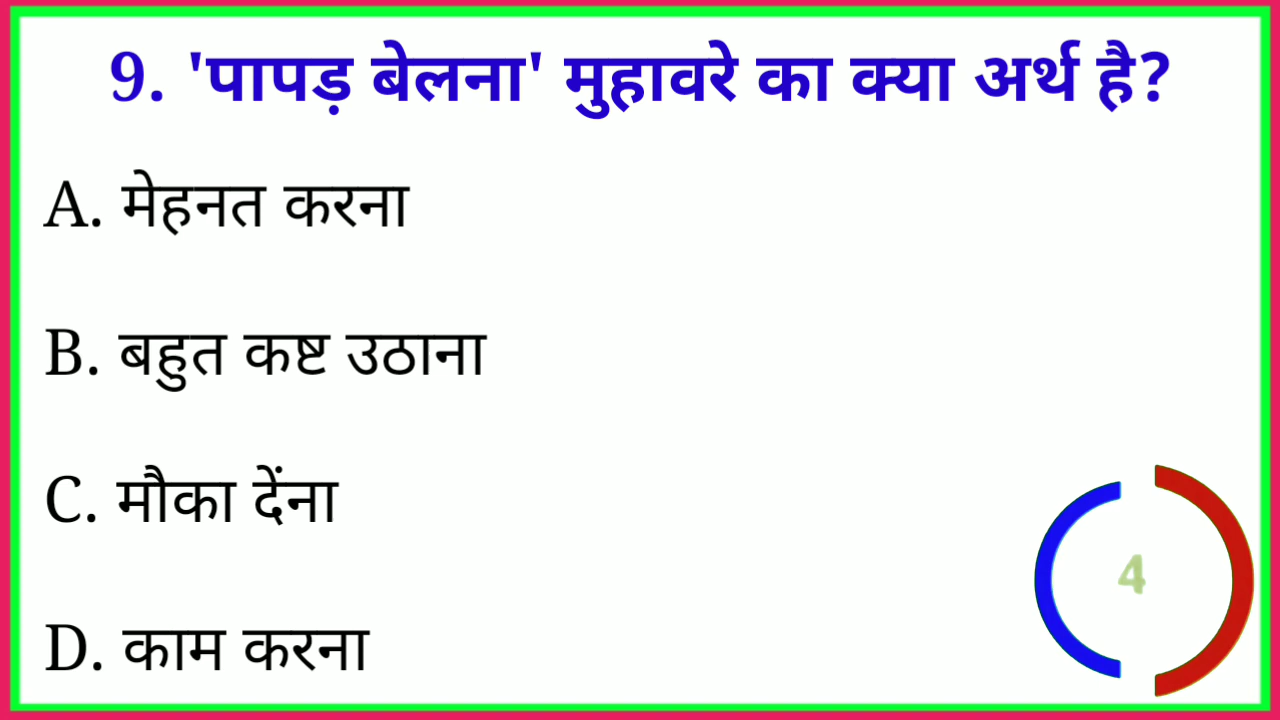 9. 'पापड़ बेलना' मुहावरे का क्या अर्थ है?
A. मेहनत करना
B. बहुत कष्ट उठाना
C. मौका देंना
D. काम करना
4